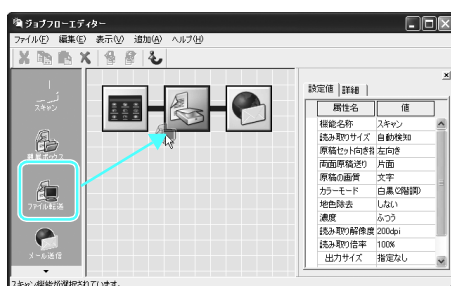 ジョブフローエディター
ファイル(F) 編集(E) 表示(V) 追加(A) ヘルプ(H)
スキャン
親展ボックス
ファイル転送
メール送信
設定値 詳細
属性名 値
機能名称 スキャン
読み取りサイズ 自動検知
原稿セット向き指 左向き
両面原稿送り 片面
原稿の画質 文字
カラーモード 白黒(2階調)
地色除去 しない
濃度 ふつう
読み取り解像度 200dpi
読み取り倍率 100%
出力サイズ 指定なし
スキャン機能が選択されています。